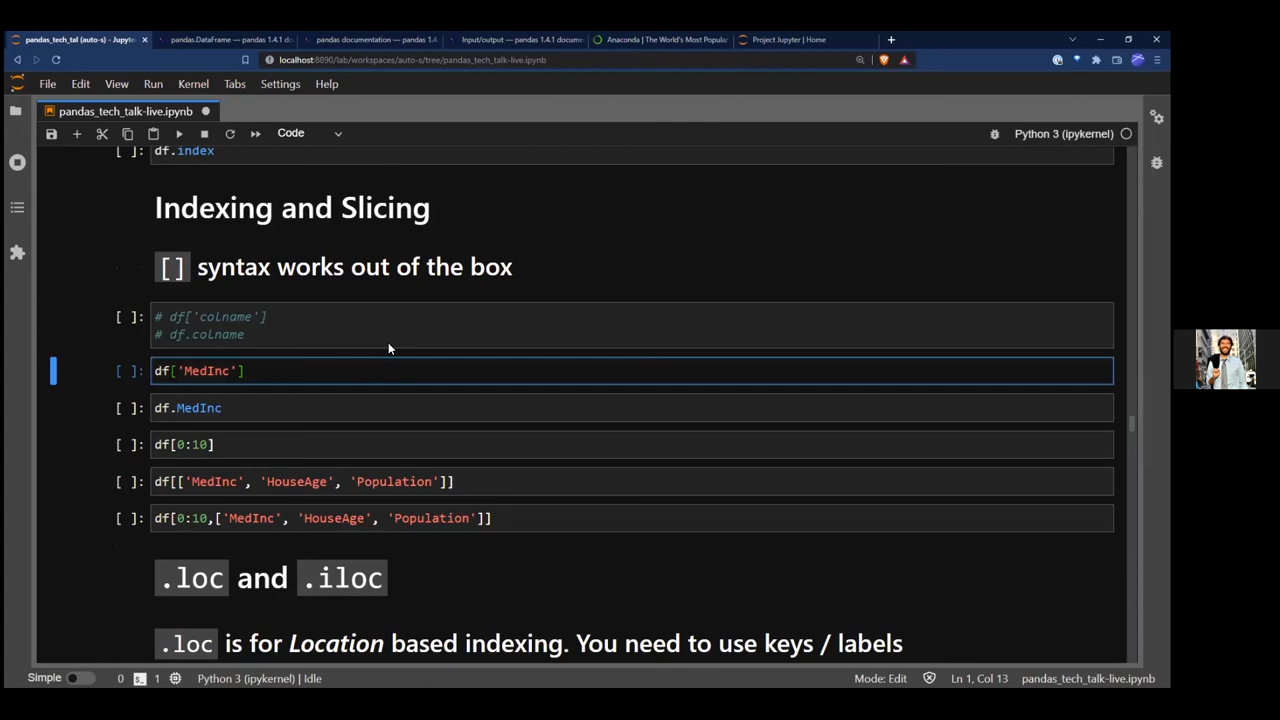 pandas_tech_tal (auto-s) - Jupyte
pandas.DataFrame — pandas 1.4.1 do
pandas documentation — pandas 1.4
Input/output — pandas 1.4.1 docum
Anaconda | The World's Most Popula
Project Jupyter | Home
localhost:8890/lab/workspaces/auto-s/tree/pandas_tech_talk-live.ipynb
File Edit View Run Kernel Tabs Settings Help
pandas_tech_talk-live.ipynb
Code
Python 3 (ipykernel)
[ ]: df.index
Indexing and Slicing
[] syntax works out of the box
[ ]: # df['colname']
# df.colname
[ ]: df['MedInc']
[ ]: df.MedInc
[ ]: df[0:10]
[ ]: df[['MedInc', 'HouseAge', 'Population']]
[ ]: df[0:10,['MedInc', 'HouseAge', 'Population']]
.loc and .iloc
.loc is for Location based indexing. You need to use keys / labels
Simple 0 1 Python 3 (ipykernel) | Idle Mode: Edit Ln 1, Col 13 pandas_tech_talk-live.ipynb